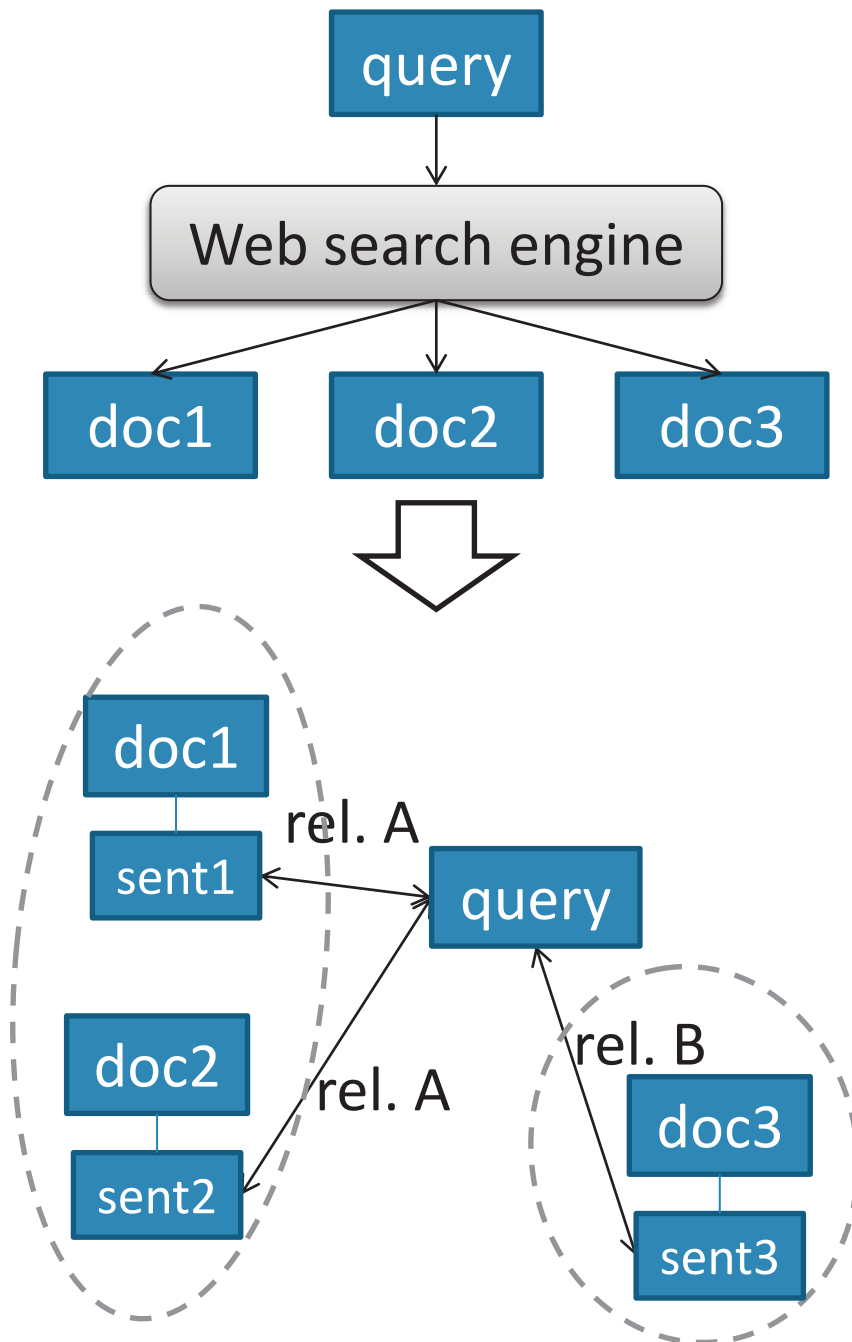 query
Web search engine
doc1
doc2
doc3
doc1
rel. A
sent1
query
doc2
rel. B
rel. A
doc3
sent2
sent3